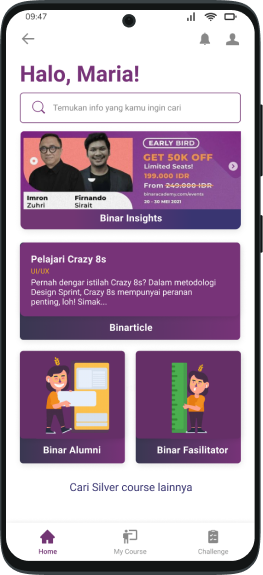 09:47
Halo, Maria!
Temukan info yang kamu ingin cari
EARLY BIRD
GET 50K OFF
Limited Seats!
199.000 IDR
From 249.000 IDR
binaracademy.com/events
26 - 30 MEI 2021
Imron
Zuhri
Firnando
Sirait
Binar Insights
Pelajari Crazy 8s
UI/UX
Pernah dengar istilah Crazy 8s? Dalam metodologi
Design Sprint, Crazy 8s mempunyai peranan
penting, loh! Simak...
Binarticle
Binar Alumni
Binar Fasilitator
Cari Silver course lainnya
Home
My Course
Challenge